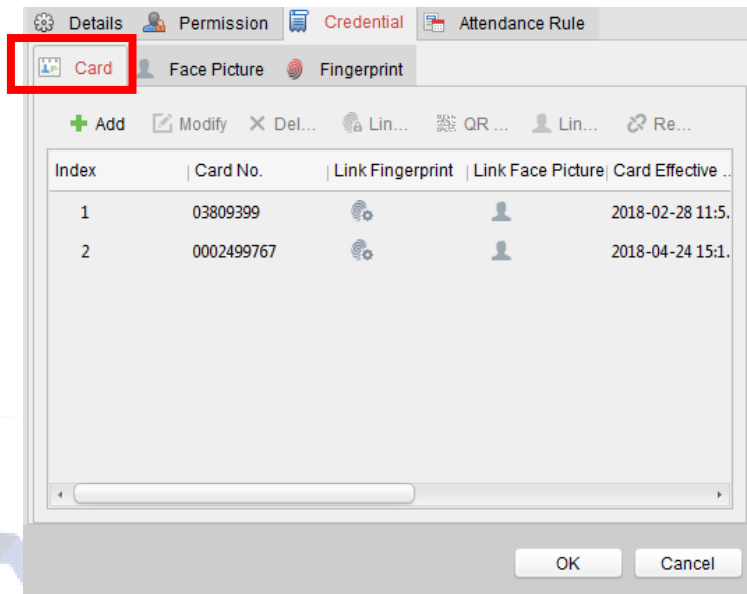 Details Permission Credential Attendance Rule
Card Face Picture Fingerprint
Add Modify Del... Lin... QR ... Lin... Re...
Index Card No. Link Fingerprint Link Face Picture Card Effective ..
1 03809399 2018-02-28 11:5.
2 0002499767 2018-04-24 15:1.
OK Cancel